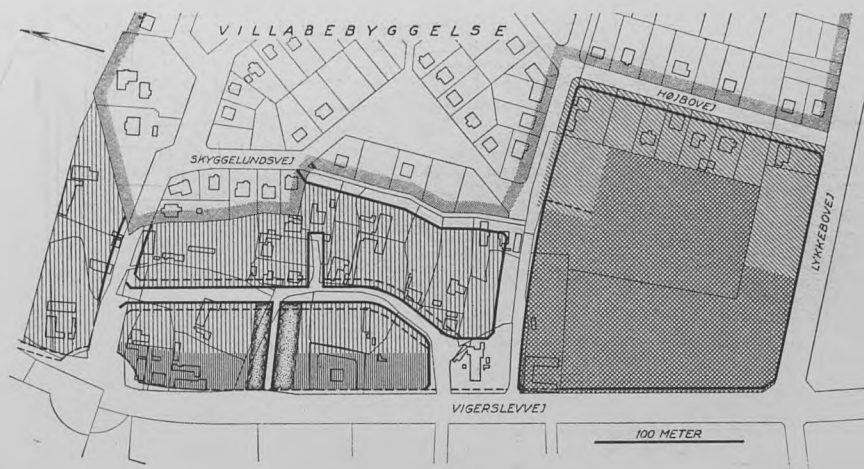 VILLABEBYGGELSE
HØJBOVEJ
SKYGGELUNDSVEJ
LYKKEBOVEJ
VIGERSLEVVEJ
100 METER